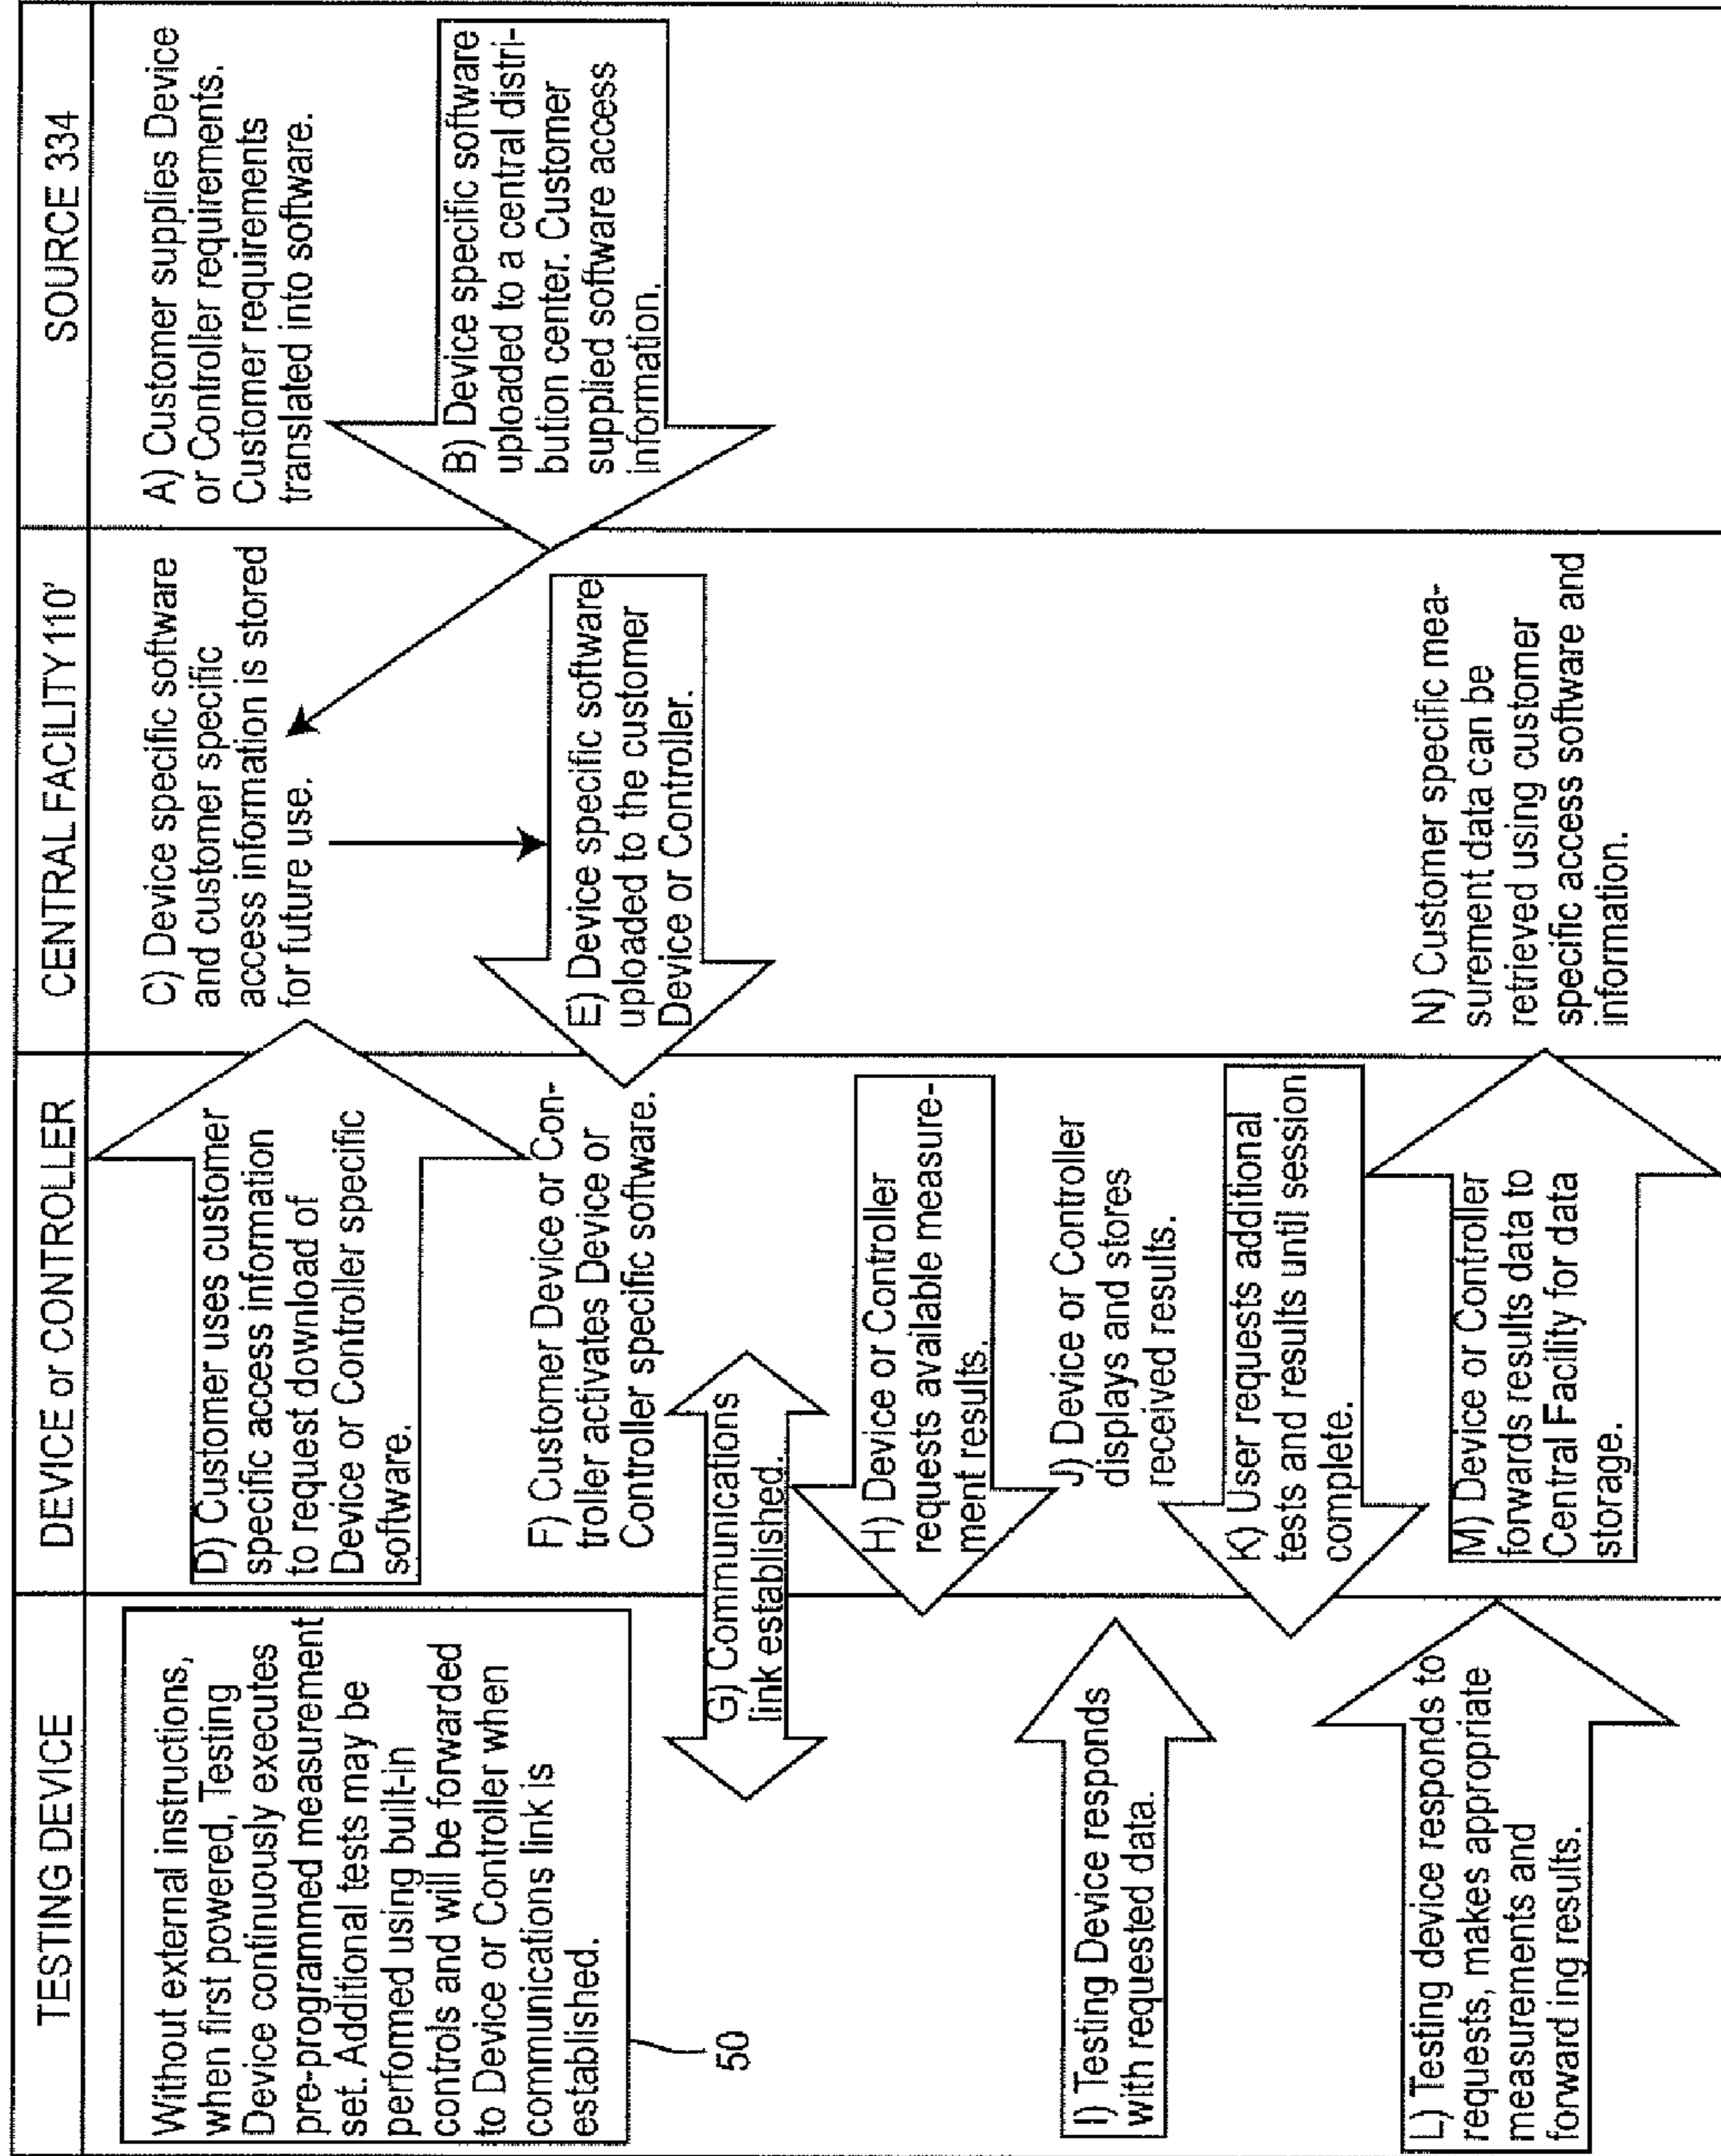 TESTING DEVICE
DEVICE or CONTROLLER
CENTRAL FACILITY 110'
SOURCE 334
Without external instructions,
when first powered, Testing
Device continuously executes
pre-programmed measurement
set. Additional tests may be
performed using built-in
controls and will be forwarded
to Device or Controller when
communications link is
established.
50
A) Customer supplies Device
or Controller requirements.
Customer requirements
translated into software.
B) Device specific software
uploaded to a central distri-
bution center. Customer
supplied software access
information.
C) Device specific software
and customer specific
access information is stored
for future use.
D) Customer uses customer
specific access information
to request download of
Device or Controller specific
software.
E) Device specific software
uploaded to the customer
Device or Controller.
F) Customer Device or Con-
troller activates Device or
Controller specific software.
G) Communications
link established.
H) Device or Controller
requests available measure-
ment results.
I) Testing Device responds
with requested data.
J) Device or Controller
displays and stores
received results.
K) User requests additional
tests and results until session
complete.
L) Testing device responds to
requests, makes appropriate
measurements and
forward ing results.
M) Device or Controller
forwards results data to
Central Facility for data
storage.
N) Customer specific mea-
surement data can be
retrieved using customer
specific access software and
information.